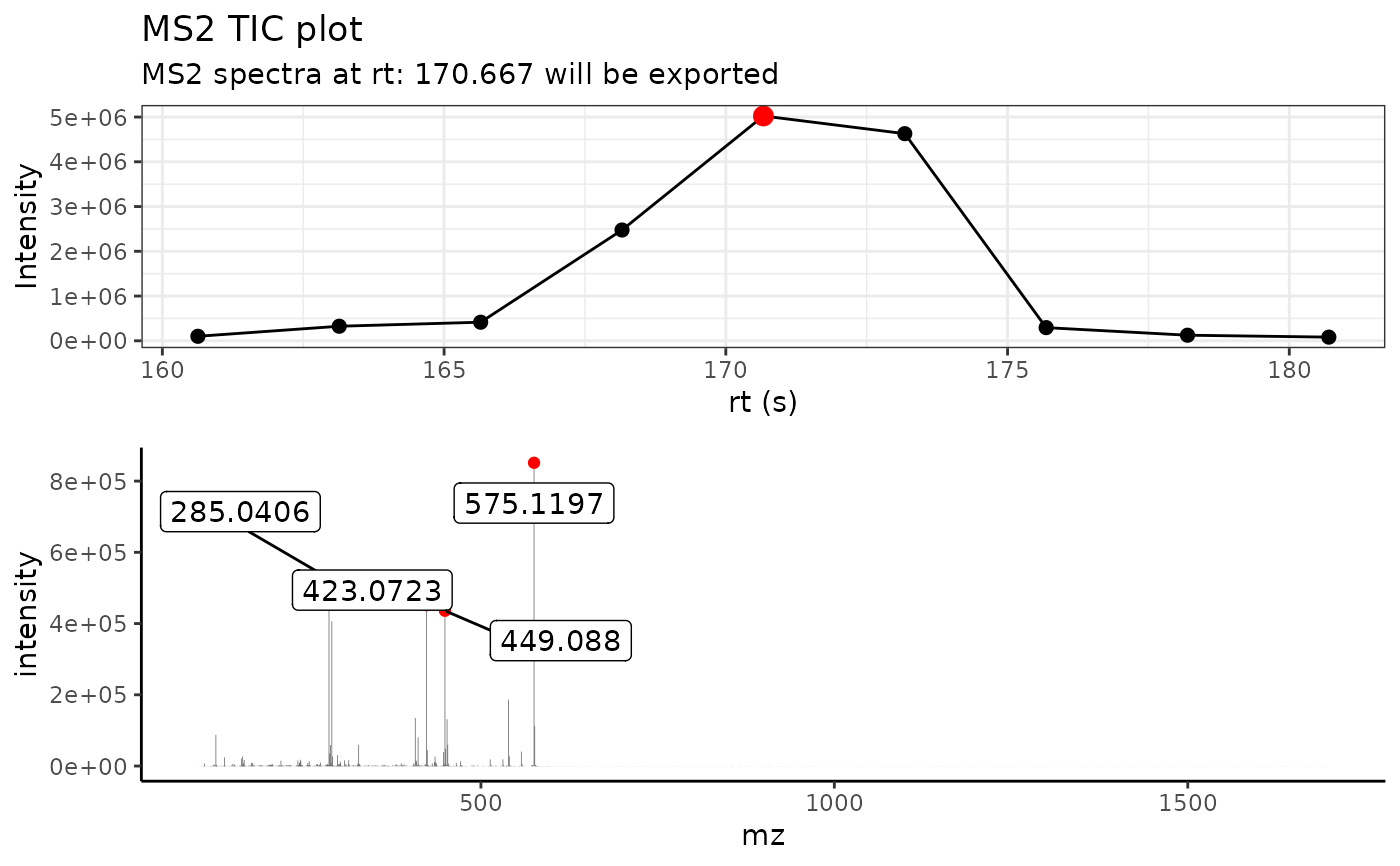 MS2 TIC plot
MS2 spectra at rt: 170.667 will be exported
Intensity
5e+06
4e+06
3e+06
2e+06
1e+06
0e+00
160 165 170 175 180
rt (s)
intensity
8e+05
6e+05
4e+05
2e+05
0e+00
285.0406
575.1197
423.0723
449.088
500 1000 1500
mz